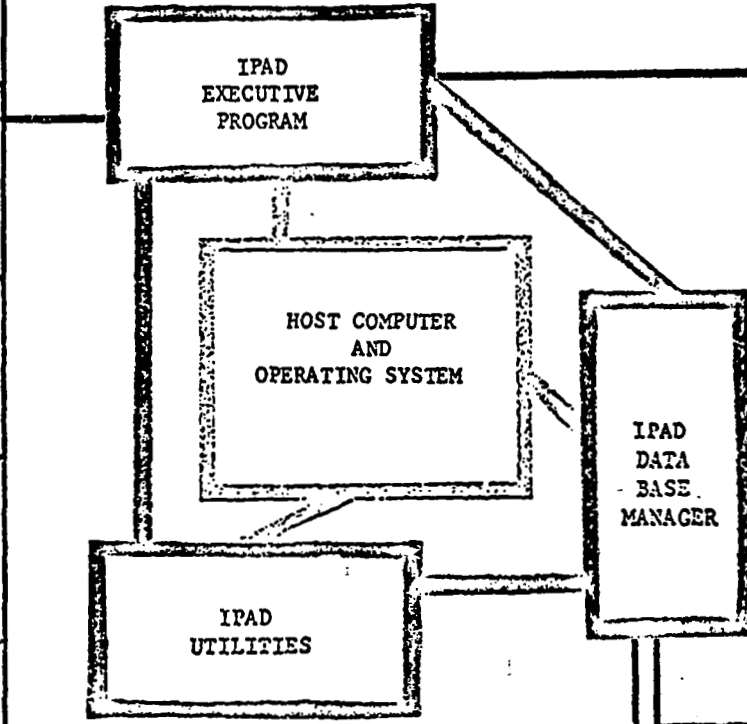 IPAD
EXECUTIVE
PROGRAM
HOST COMPUTER
AND
OPERATING SYSTEM
IPAD
DATA
BASE
MANAGER
IPAD
UTILITIES